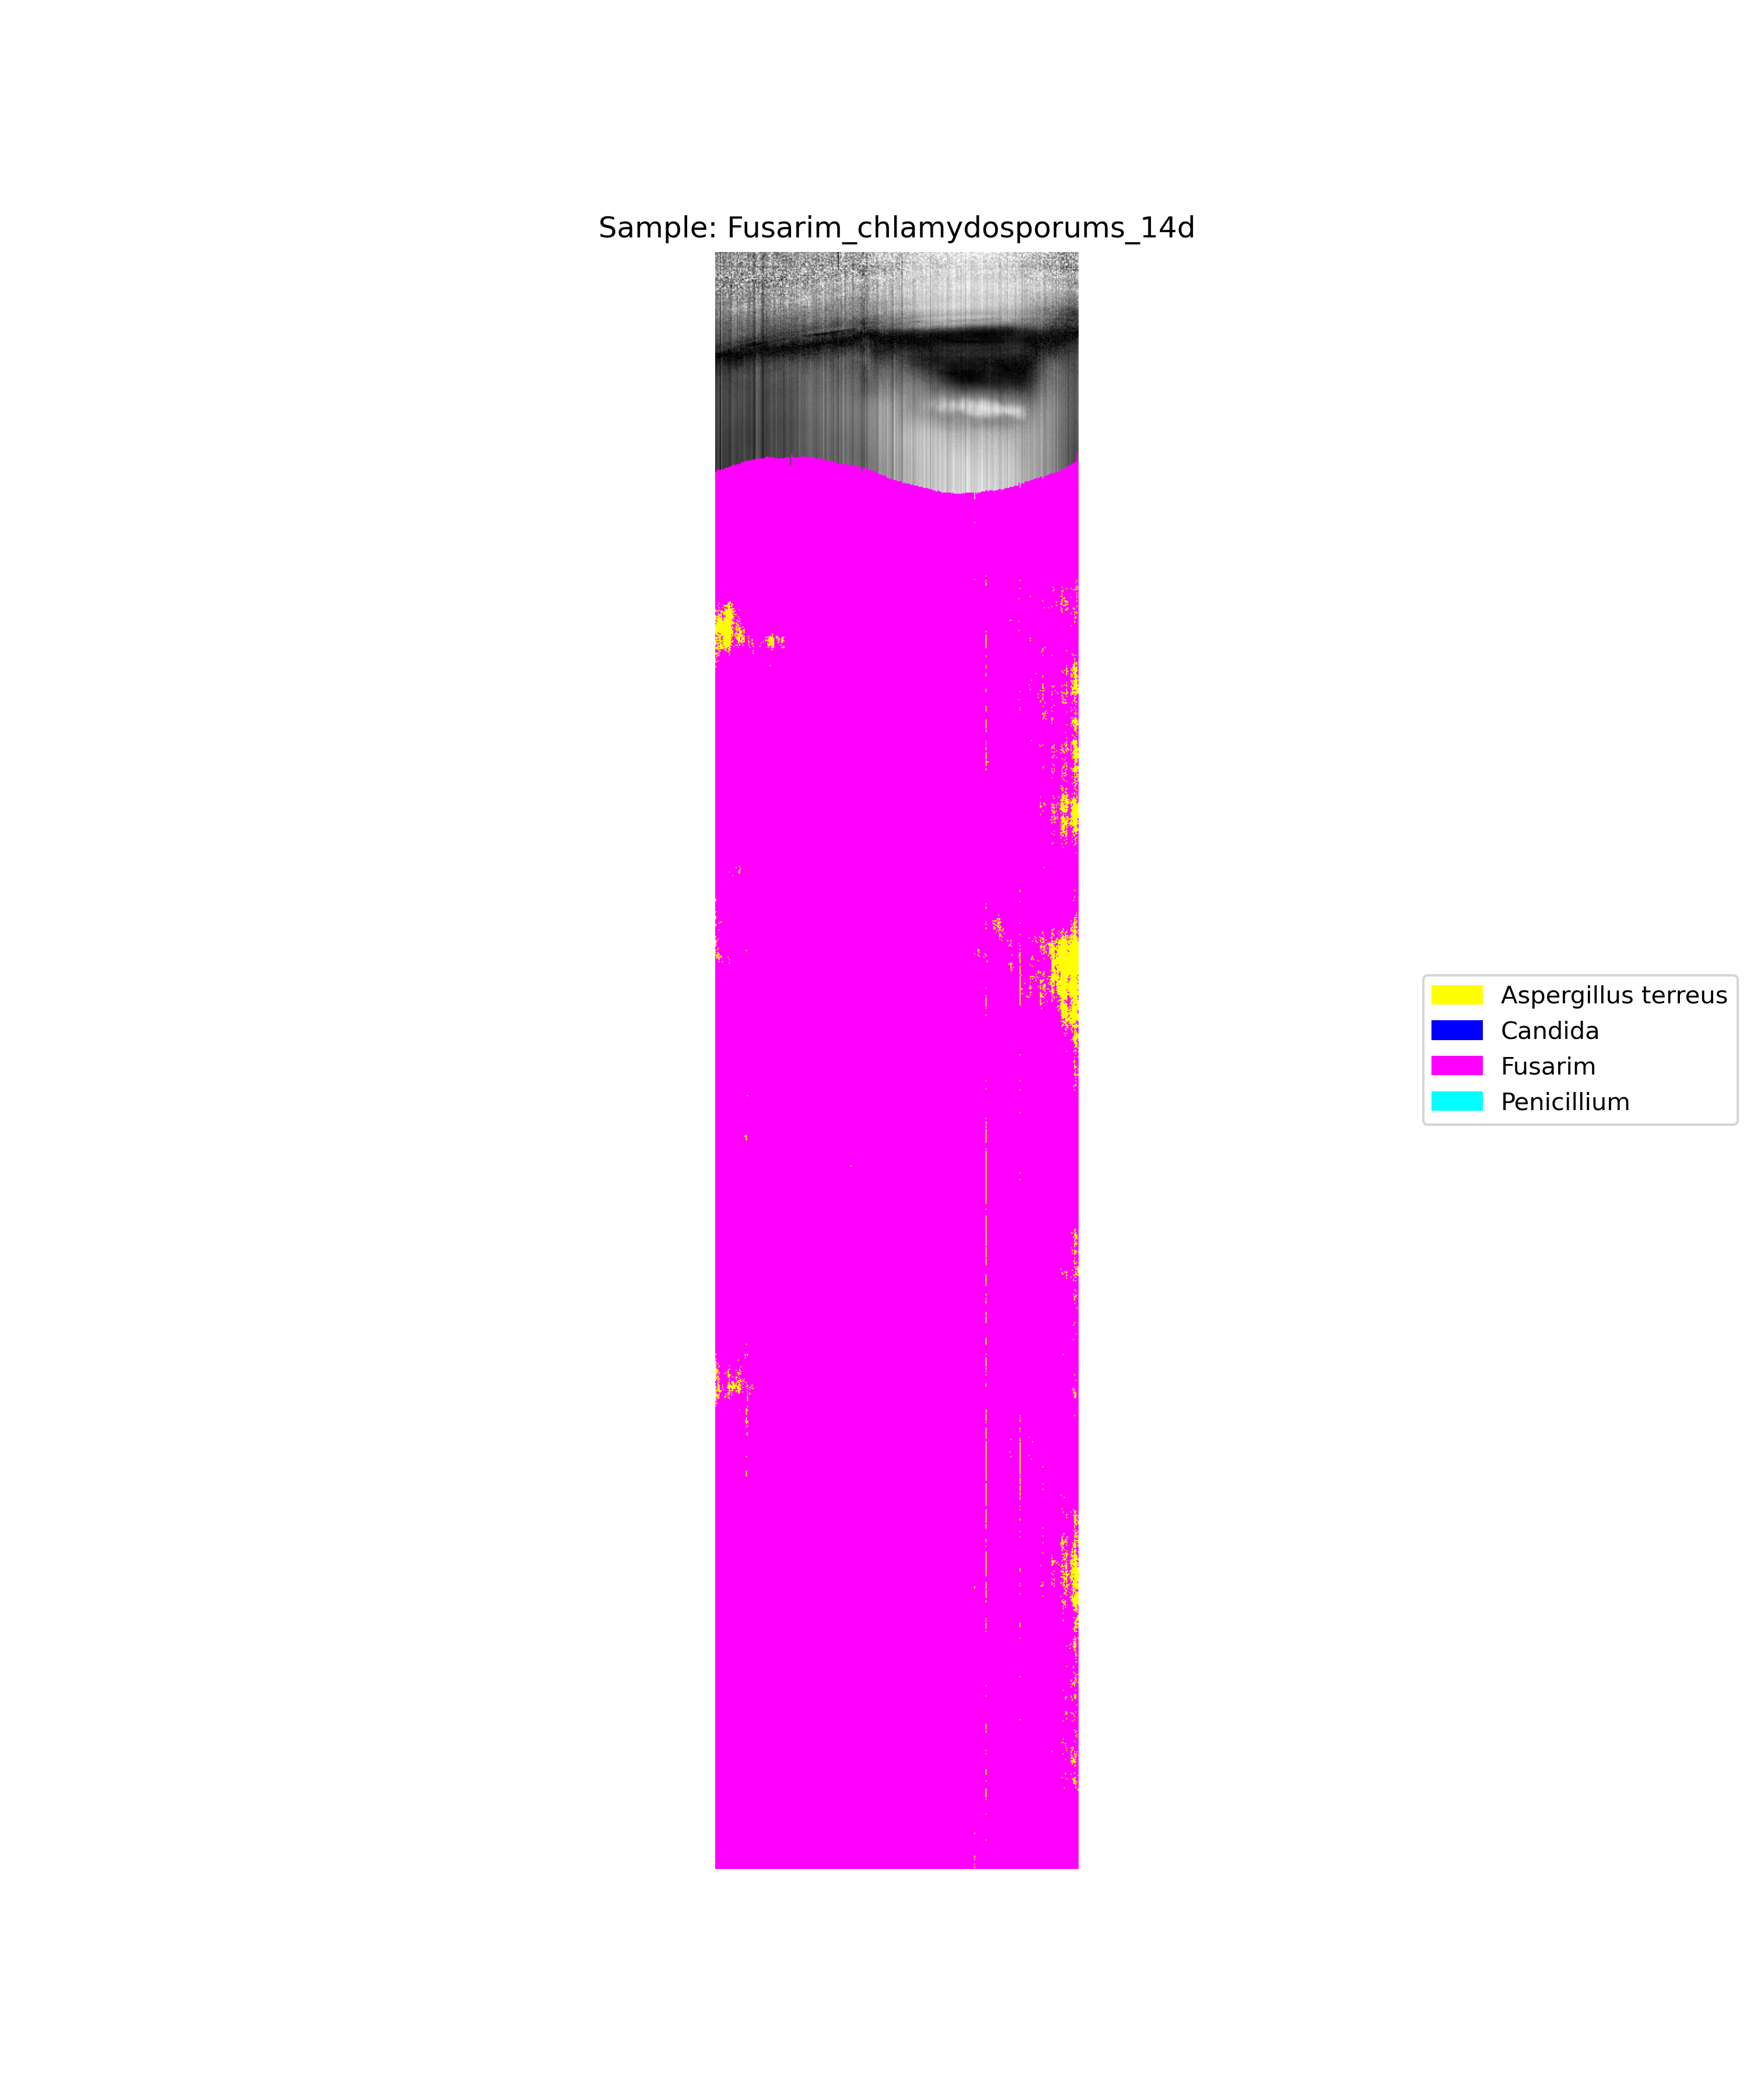 Sample: Fusarim_chlamydosporums_14d
Aspergillus terreus
Candida
Fusarim
Penicillium